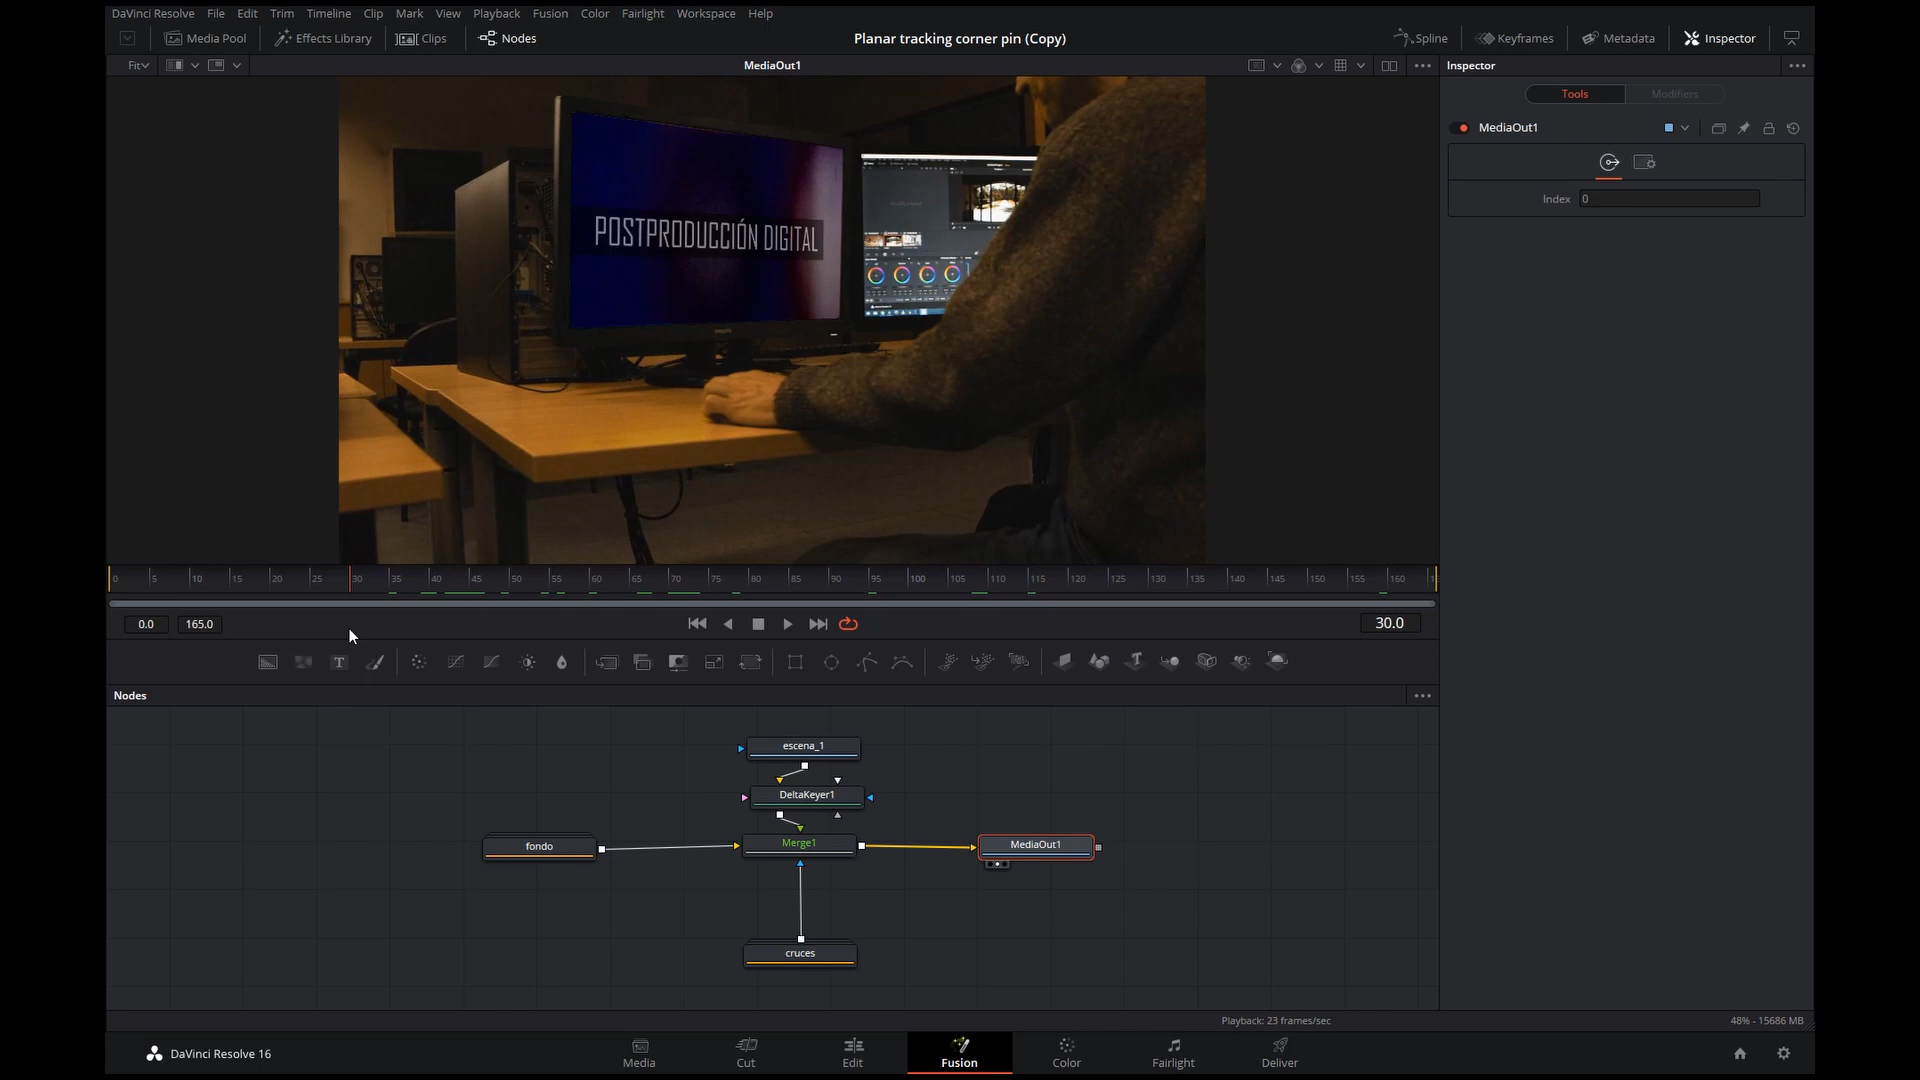 DaVinci Resolve File Edit Trim Timeline Clip Mark View Playback Fusion Color Fairlight Workspace Help
Media Pool Effects Library Clips Nodes Planar tracking corner pin (Copy) Spline Keyframes Metadata Inspector
Fit MediaOut1 Inspector
Tools Modifiers
MediaOut1
Index 0
POSTPRODUCCIÓN DIGITAL
0 5 10 15 20 25 30 35 40 45 50 55 60 65 70 75 80 85 90 95 100 105 110 115 120 125 130 135 140 145 150 155 160
0.0 165.0 30.0
Nodes
escena_1
DeltaKeyer1
fondo Merge1 MediaOut1
cruces
Playback: 23 frames/sec 48% - 15686 MB
DaVinci Resolve 16 Media Cut Edit Fusion Color Fairlight Deliver